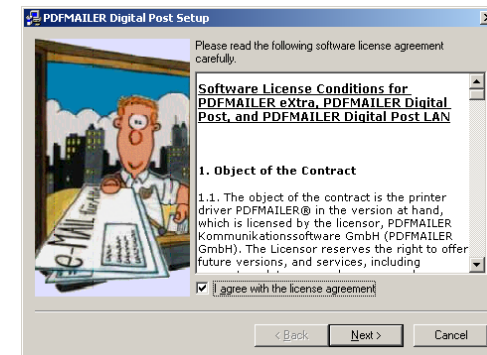 PDFMAILER Digital Post Setup
Please read the following software license agreement
carefully.
Software License Conditions for
PDFMAILER eXtra, PDFMAILER Digital
Post, and PDFMAILER Digital Post LAN
1. Object of the Contract
1.1. The object of the contract is the printer
driver PDFMAILER® in the version at hand,
which is licensed by the licensor, PDFMAILER
Kommunikationssoftware GmbH (PDFMAILER
GmbH). The Licensor reserves the right to offer
future versions, and services, including
e-MAIL für Alle
I agree with the license agreement
< Back
Next >
Cancel